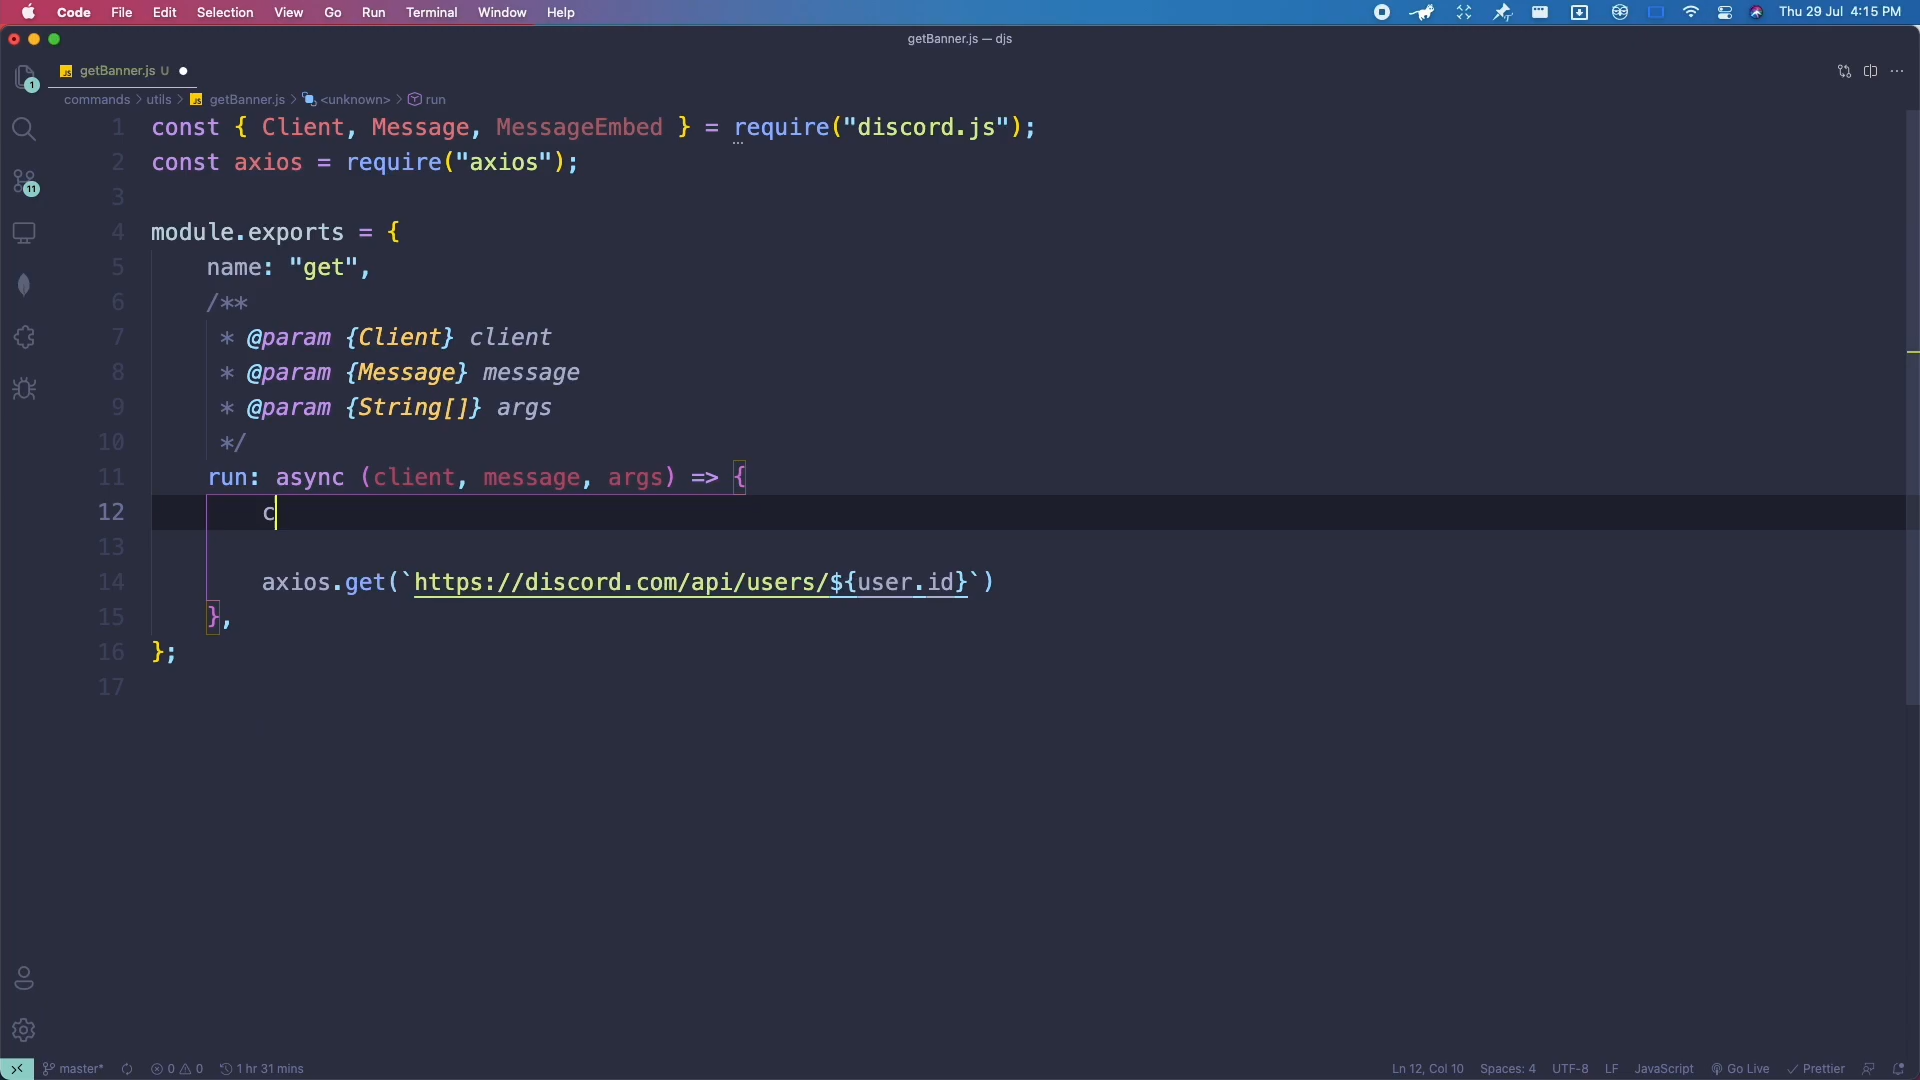 Code File Edit Selection View Go Run Terminal Window Help Thu 29 Jul 4:15 PM
getBanner.js — djs
JS getBanner.js U
1
commands > utils > JS getBanner.js > <unknown> > run
1 const { Client, Message, MessageEmbed } = require("discord.js");
2 const axios = require("axios");
3
11
4 module.exports = {
5 name: "get",
6 /**
7 * @param {Client} client
8 * @param {Message} message
9 * @param {String[]} args
10 */
11 run: async (client, message, args) => {
12 c
13
14 axios.get(`https://discord.com/api/users/${user.id}`)
15 },
16 };
17
master* 0 0 1 hr 31 mins Ln 12, Col 10 Spaces: 4 UTF-8 LF JavaScript Go Live Prettier